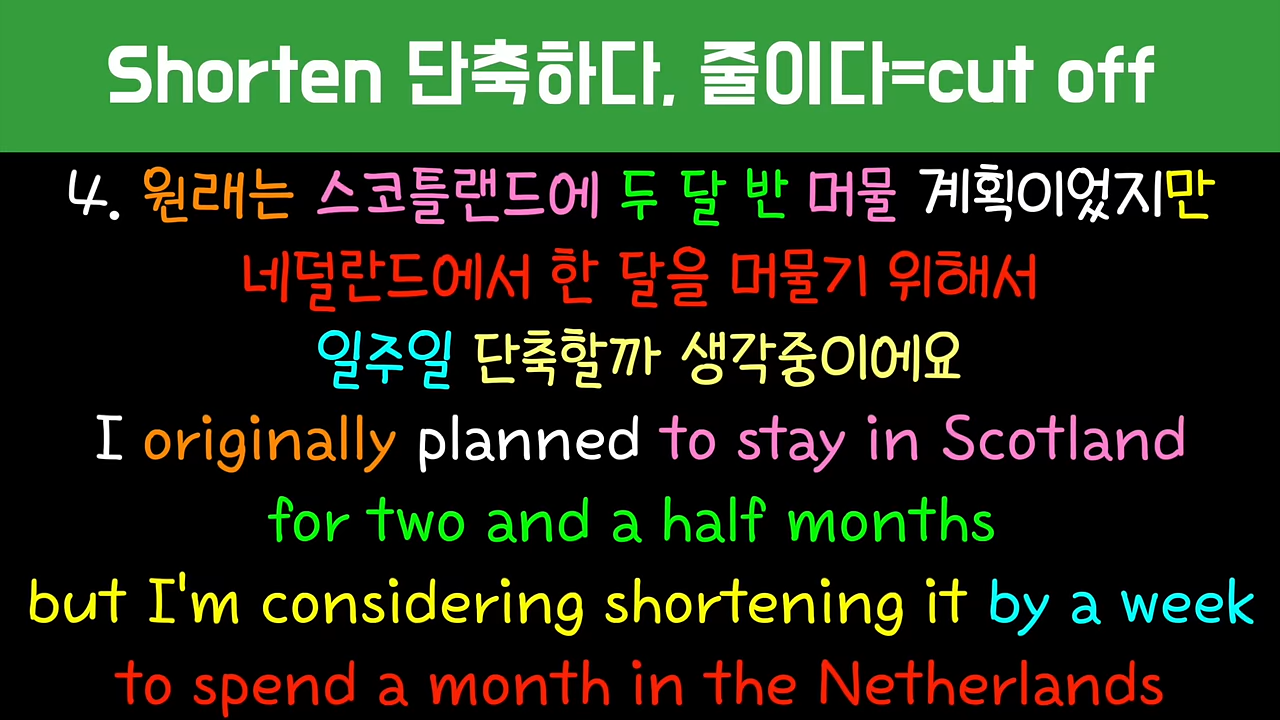 Shorten 단축하다, 줄이다=cut off
4. 원래는 스코틀랜드에 두 달 반 머물 계획이었지만
네덜란드에서 한 달을 머물기 위해서
일주일 단축할까 생각중이에요
I originally planned to stay in Scotland
for two and a half months
but I'm considering shortening it by a week
to spend a month in the Netherlands